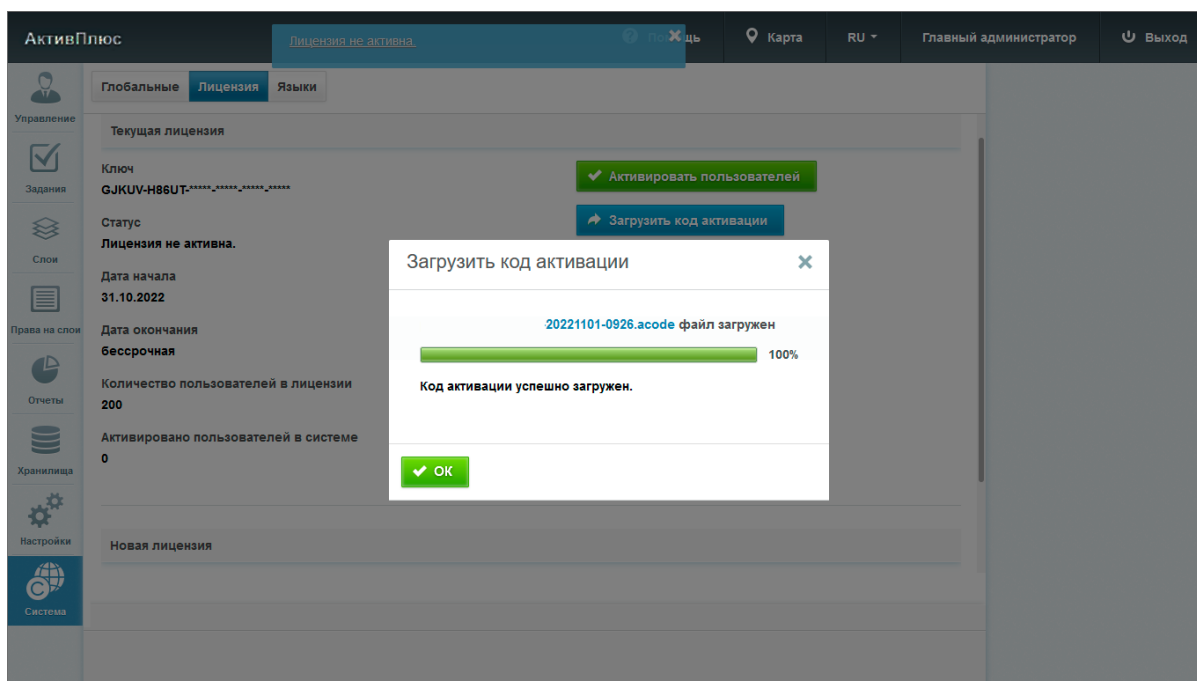 АктивПлюс
Лицензия не активна.
Помощь
Карта
RU
Главный администратор
Выход
Управление
Задания
Слои
Права на слои
Отчеты
Хранилища
Настройки
Система
Глобальные
Лицензия
Языки
Текущая лицензия
Ключ
GJKUV-H86UT-*****-*****-*****-*****
Активировать пользователей
Статус
Загрузить код активации
Лицензия не активна.
Дата начала
31.10.2022
Дата окончания
бессрочная
Количество пользователей в лицензии
200
Активировано пользователей в системе
0
Загрузить код активации
20221101-0926.acode файл загружен
100%
Код активации успешно загружен.
ОК
Новая лицензия